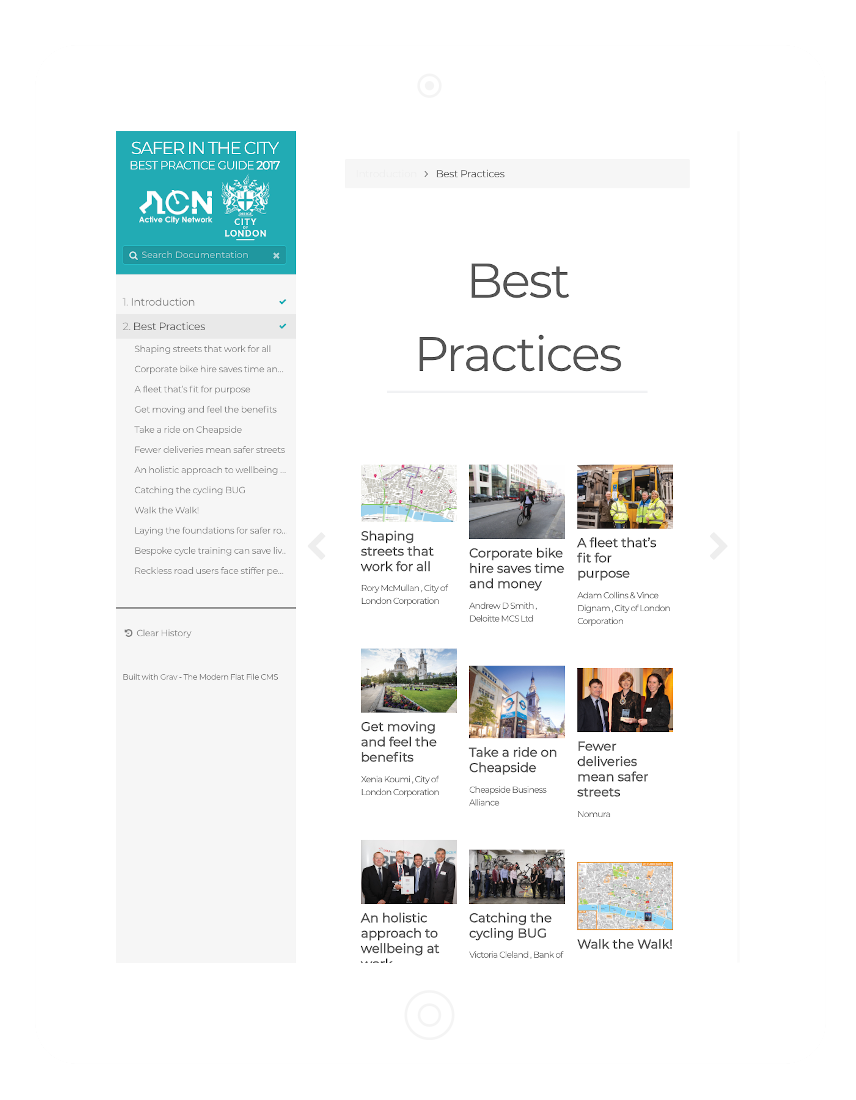 SAFER IN THE CITY
BEST PRACTICE GUIDE 2017
ACN
Active City Network
CITY
OF
LONDON
Search Documentation
1. Introduction
2. Best Practices
Shaping streets that work for all
Corporate bike hire saves time an...
A fleet that's fit for purpose
Get moving and feel the benefits
Take a ride on Cheapside
Fewer deliveries mean safer streets
An holistic approach to wellbeing ...
Catching the cycling BUG
Walk the Walk!
Laying the foundations for safer ro..
Bespoke cycle training can save liv..
Reckless road users face stiffer pe...
Clear History
Built with Grav - The Modern Flat File CMS
Introduction > Best Practices
Best
Practices
Shaping
streets that
work for all
Rory McMullan , City of
London Corporation
Corporate bike
hire saves time
and money
Andrew D Smith ,
Deloitte MCS Ltd
A fleet that's
fit for
purpose
Adam Collins & Vince
Dignam , City of London
Corporation
Get moving
and feel the
benefits
Xenia Koumi , City of
London Corporation
Take a ride on
Cheapside
Cheapside Business
Alliance
Fewer
deliveries
mean safer
streets
Nomura
An holistic
approach to
wellbeing at
work
Catching the
cycling BUG
Victoria Cleland , Bank of
Walk the Walk!